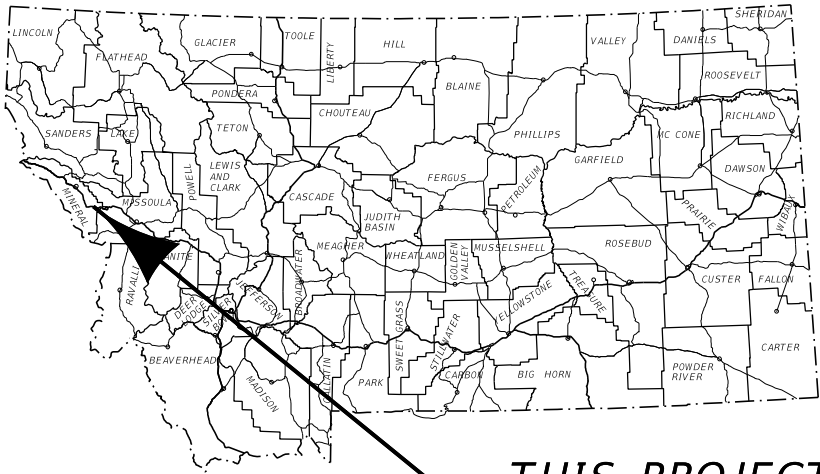 SHERIDAN
LINCOLN
GLACIER
TOOLE
LIBERTY
HILL
VALLEY
DANIELS
FLATHEAD
ROOSEVELT
BLAINE
PONDERA
CHOUTEAU
RICHLAND
TETON
SANDERS
LAKE
PHILLIPS
MC CONE
GARFIELD
DAWSON
LEWIS
AND
CLARK
POWELL
FERGUS
PETROLEUM
CASCADE
MISSOULA
MINERAL
JUDITH
BASIN
PRAIRIE
WIBAUX
MEAGHER
WHEATLAND
GOLDEN
VALLEY
MUSSELSHELL
ROSEBUD
RAVALLI
BROADWATER
CUSTER
FALLON
TREASURE
DEER
SILVER
JEFFERSON
YELLOWSTONE
SWEET GRASS
STILLWATER
BEAVERHEAD
CARTER
GALLATIN
PARK
CARBON
BIG HORN
POWDER
RIVER
MADISON
THIS PROJECT